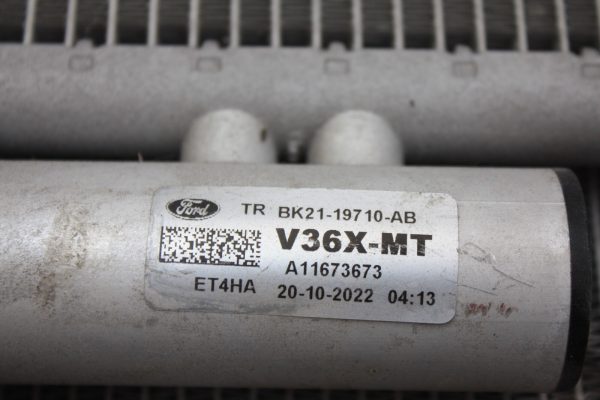 Ford TR BK21-19710-AB
V36X-MT
A11673673
ET4HA 20-10-2022 04:13